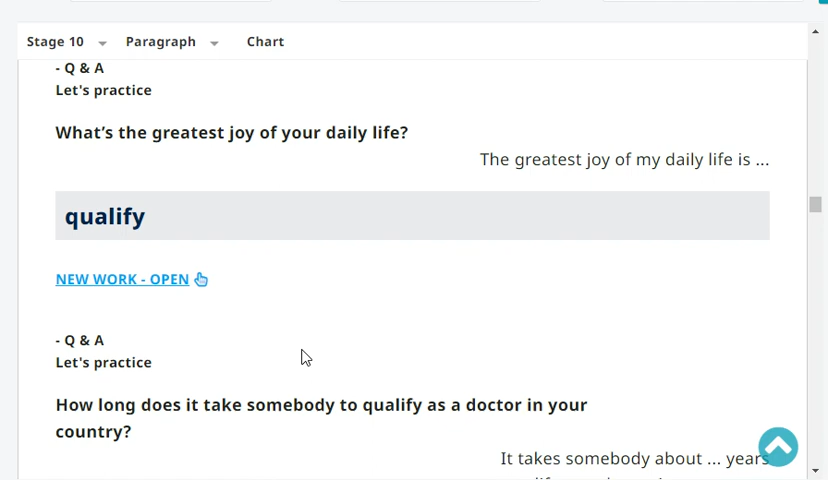 Stage 10 Paragraph Chart
- Q & A
Let's practice
What’s the greatest joy of your daily life?
The greatest joy of my daily life is ...
qualify
NEW WORK - OPEN
- Q & A
Let's practice
How long does it take somebody to qualify as a doctor in your
country?
It takes somebody about ... years